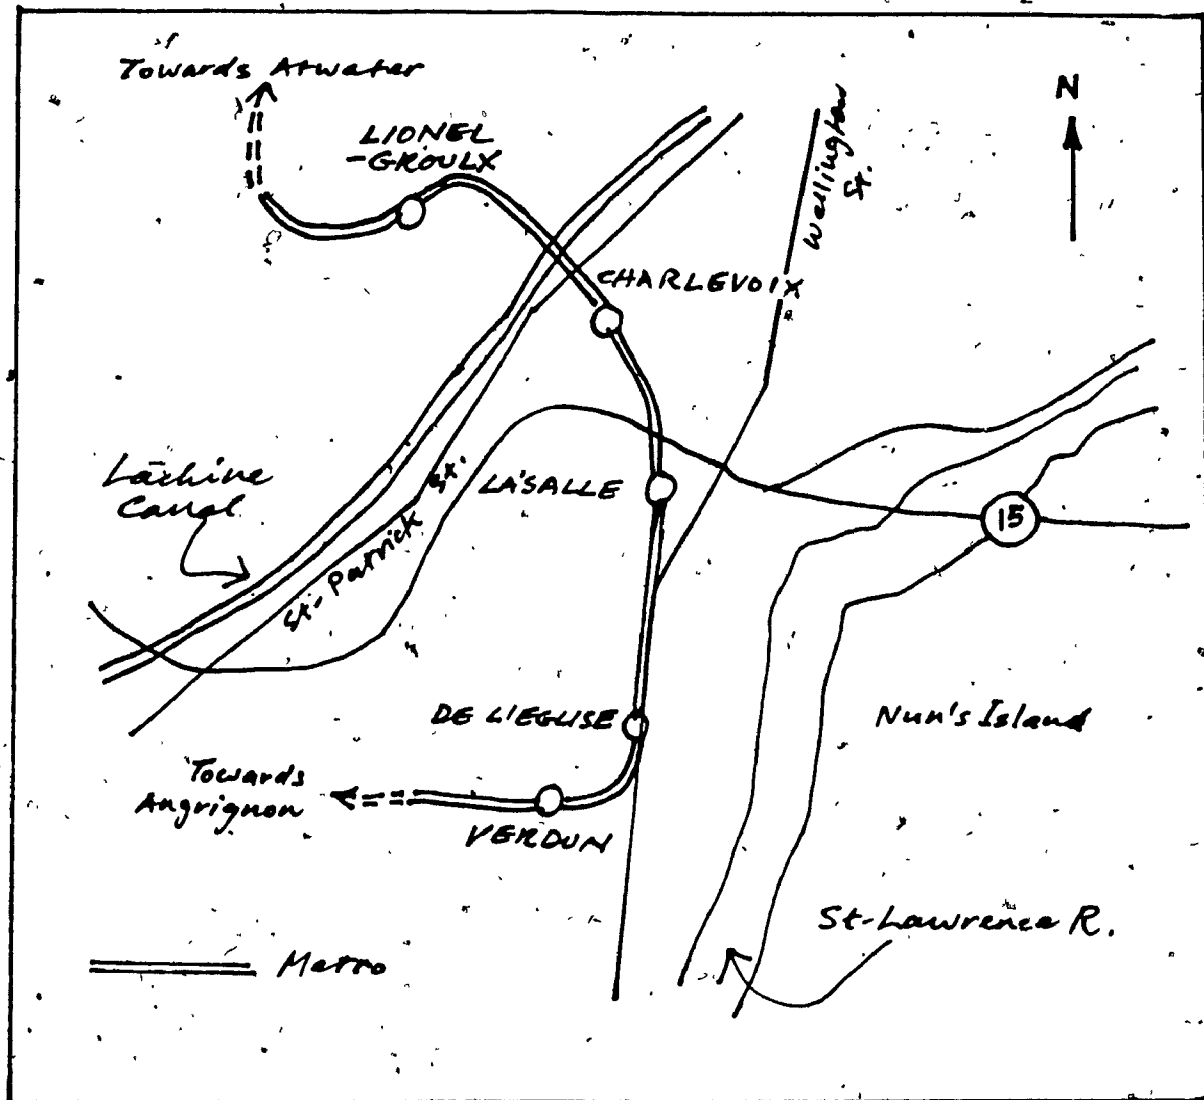 Towards Atwater
N
LIONEL
-GROULX
Wellington
St.
CHARLEVOIX
Lachine
Canal
St-Patrick St.
LASALLE
15
DE L'EGLISE
Nun's Island
Towards
Angrignon
VERDUN
St-Lawrence R.
Metro